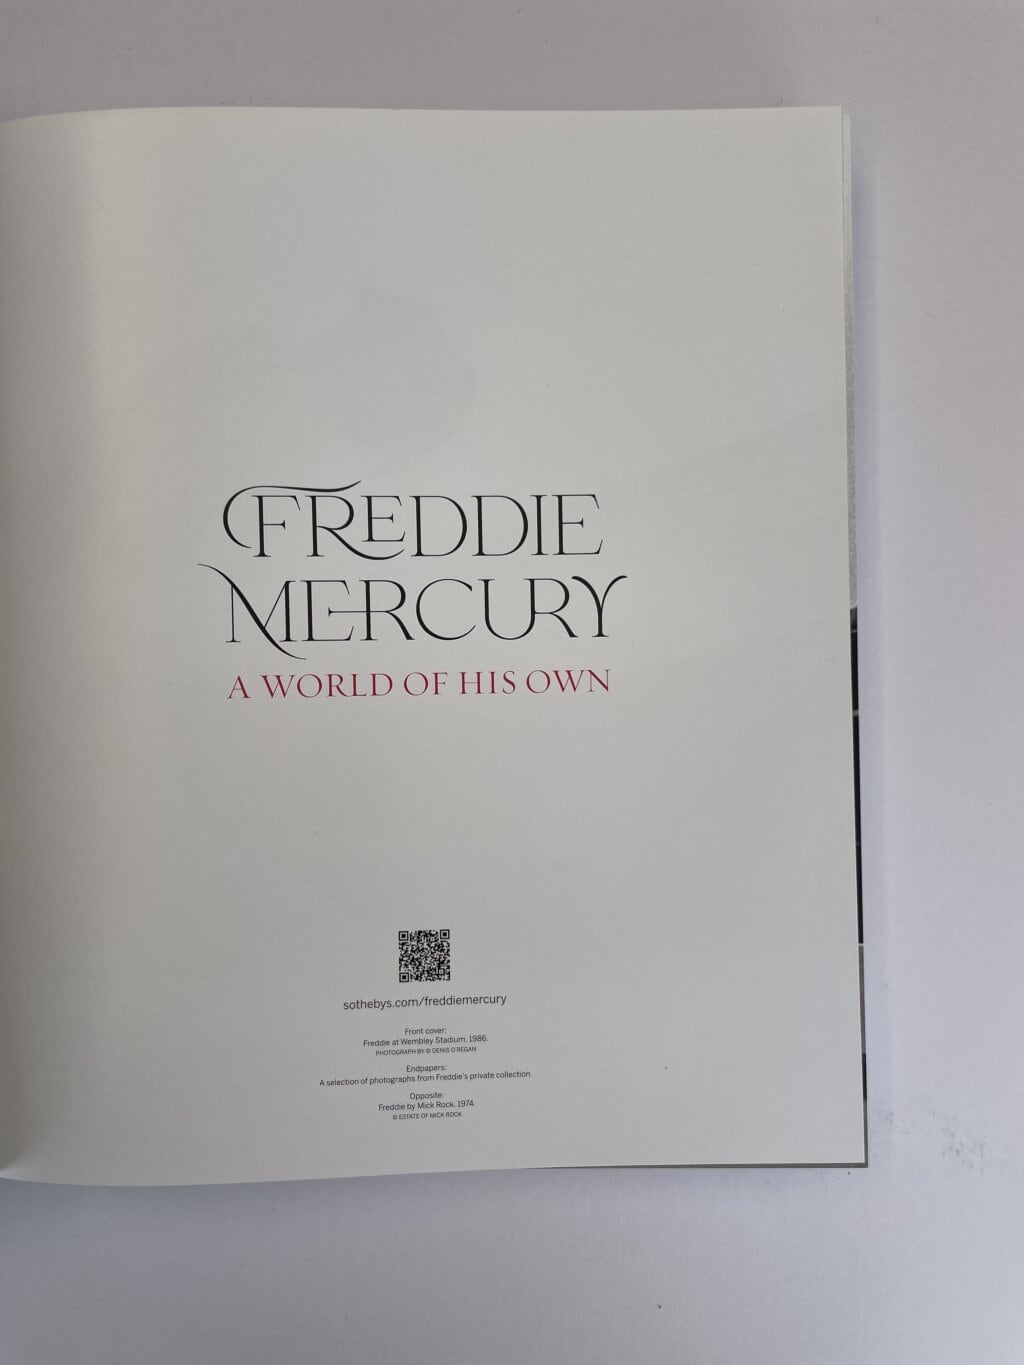 FREDDIE
MERCURY
A WORLD OF HIS OWN
sothebys.com/freddiemercury
Front cover:
Freddie at Wembley Stadium, 1986.
PHOTOGRAPH BY © DENIS O'REGAN
Endpapers:
A selection of photographs from Freddie's private collection.
Opposite:
Freddie by Mick Rock, 1974.
© ESTATE OF MICK ROCK